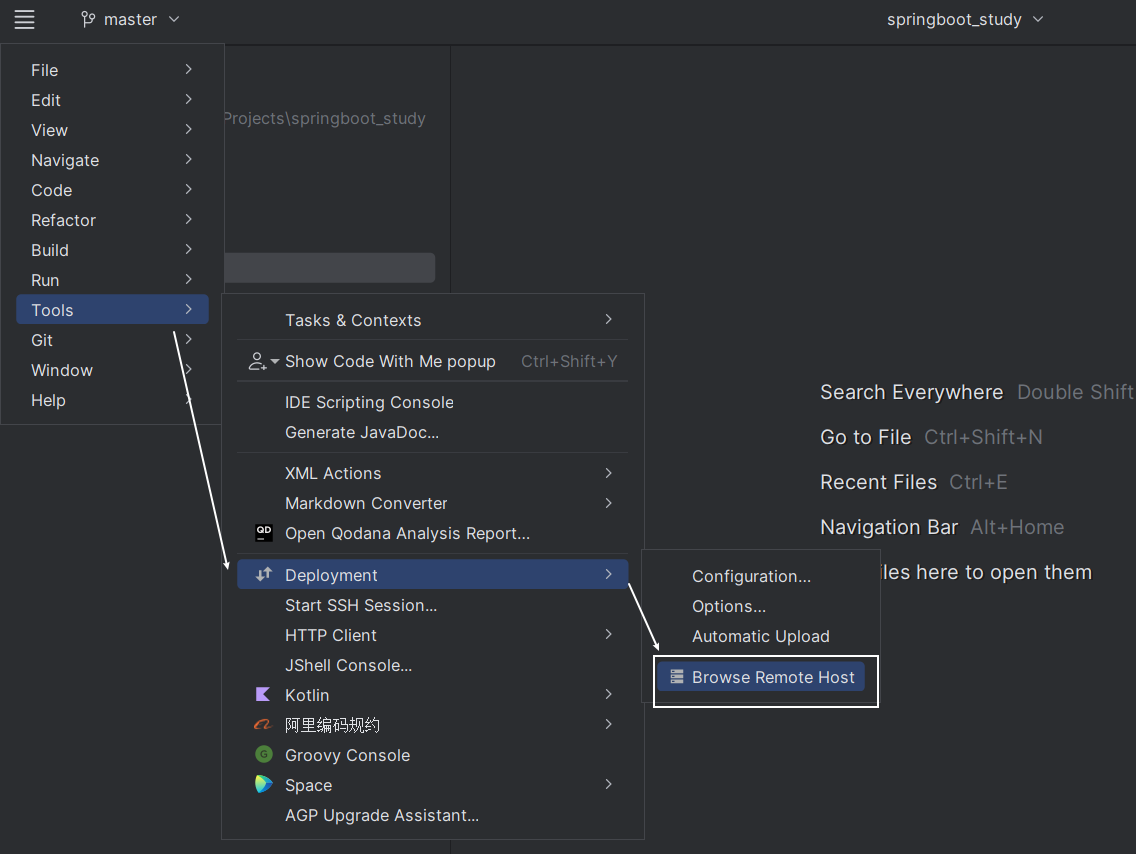 master
springboot_study
File
Edit
View
Navigate
Code
Refactor
Build
Run
Tools
Git
Window
Help
Projects\springboot_study
Tasks & Contexts
Show Code With Me popup Ctrl+Shift+Y
IDE Scripting Console
Generate JavaDoc...
XML Actions
Markdown Converter
QD Open Qodana Analysis Report...
Deployment
Start SSH Session...
HTTP Client
JShell Console...
Kotlin
阿里编码规约
G Groovy Console
Space
AGP Upgrade Assistant...
Configuration...
Options...
Automatic Upload
Browse Remote Host
Search Everywhere Double Shift
Go to File Ctrl+Shift+N
Recent Files Ctrl+E
Navigation Bar Alt+Home
iles here to open them